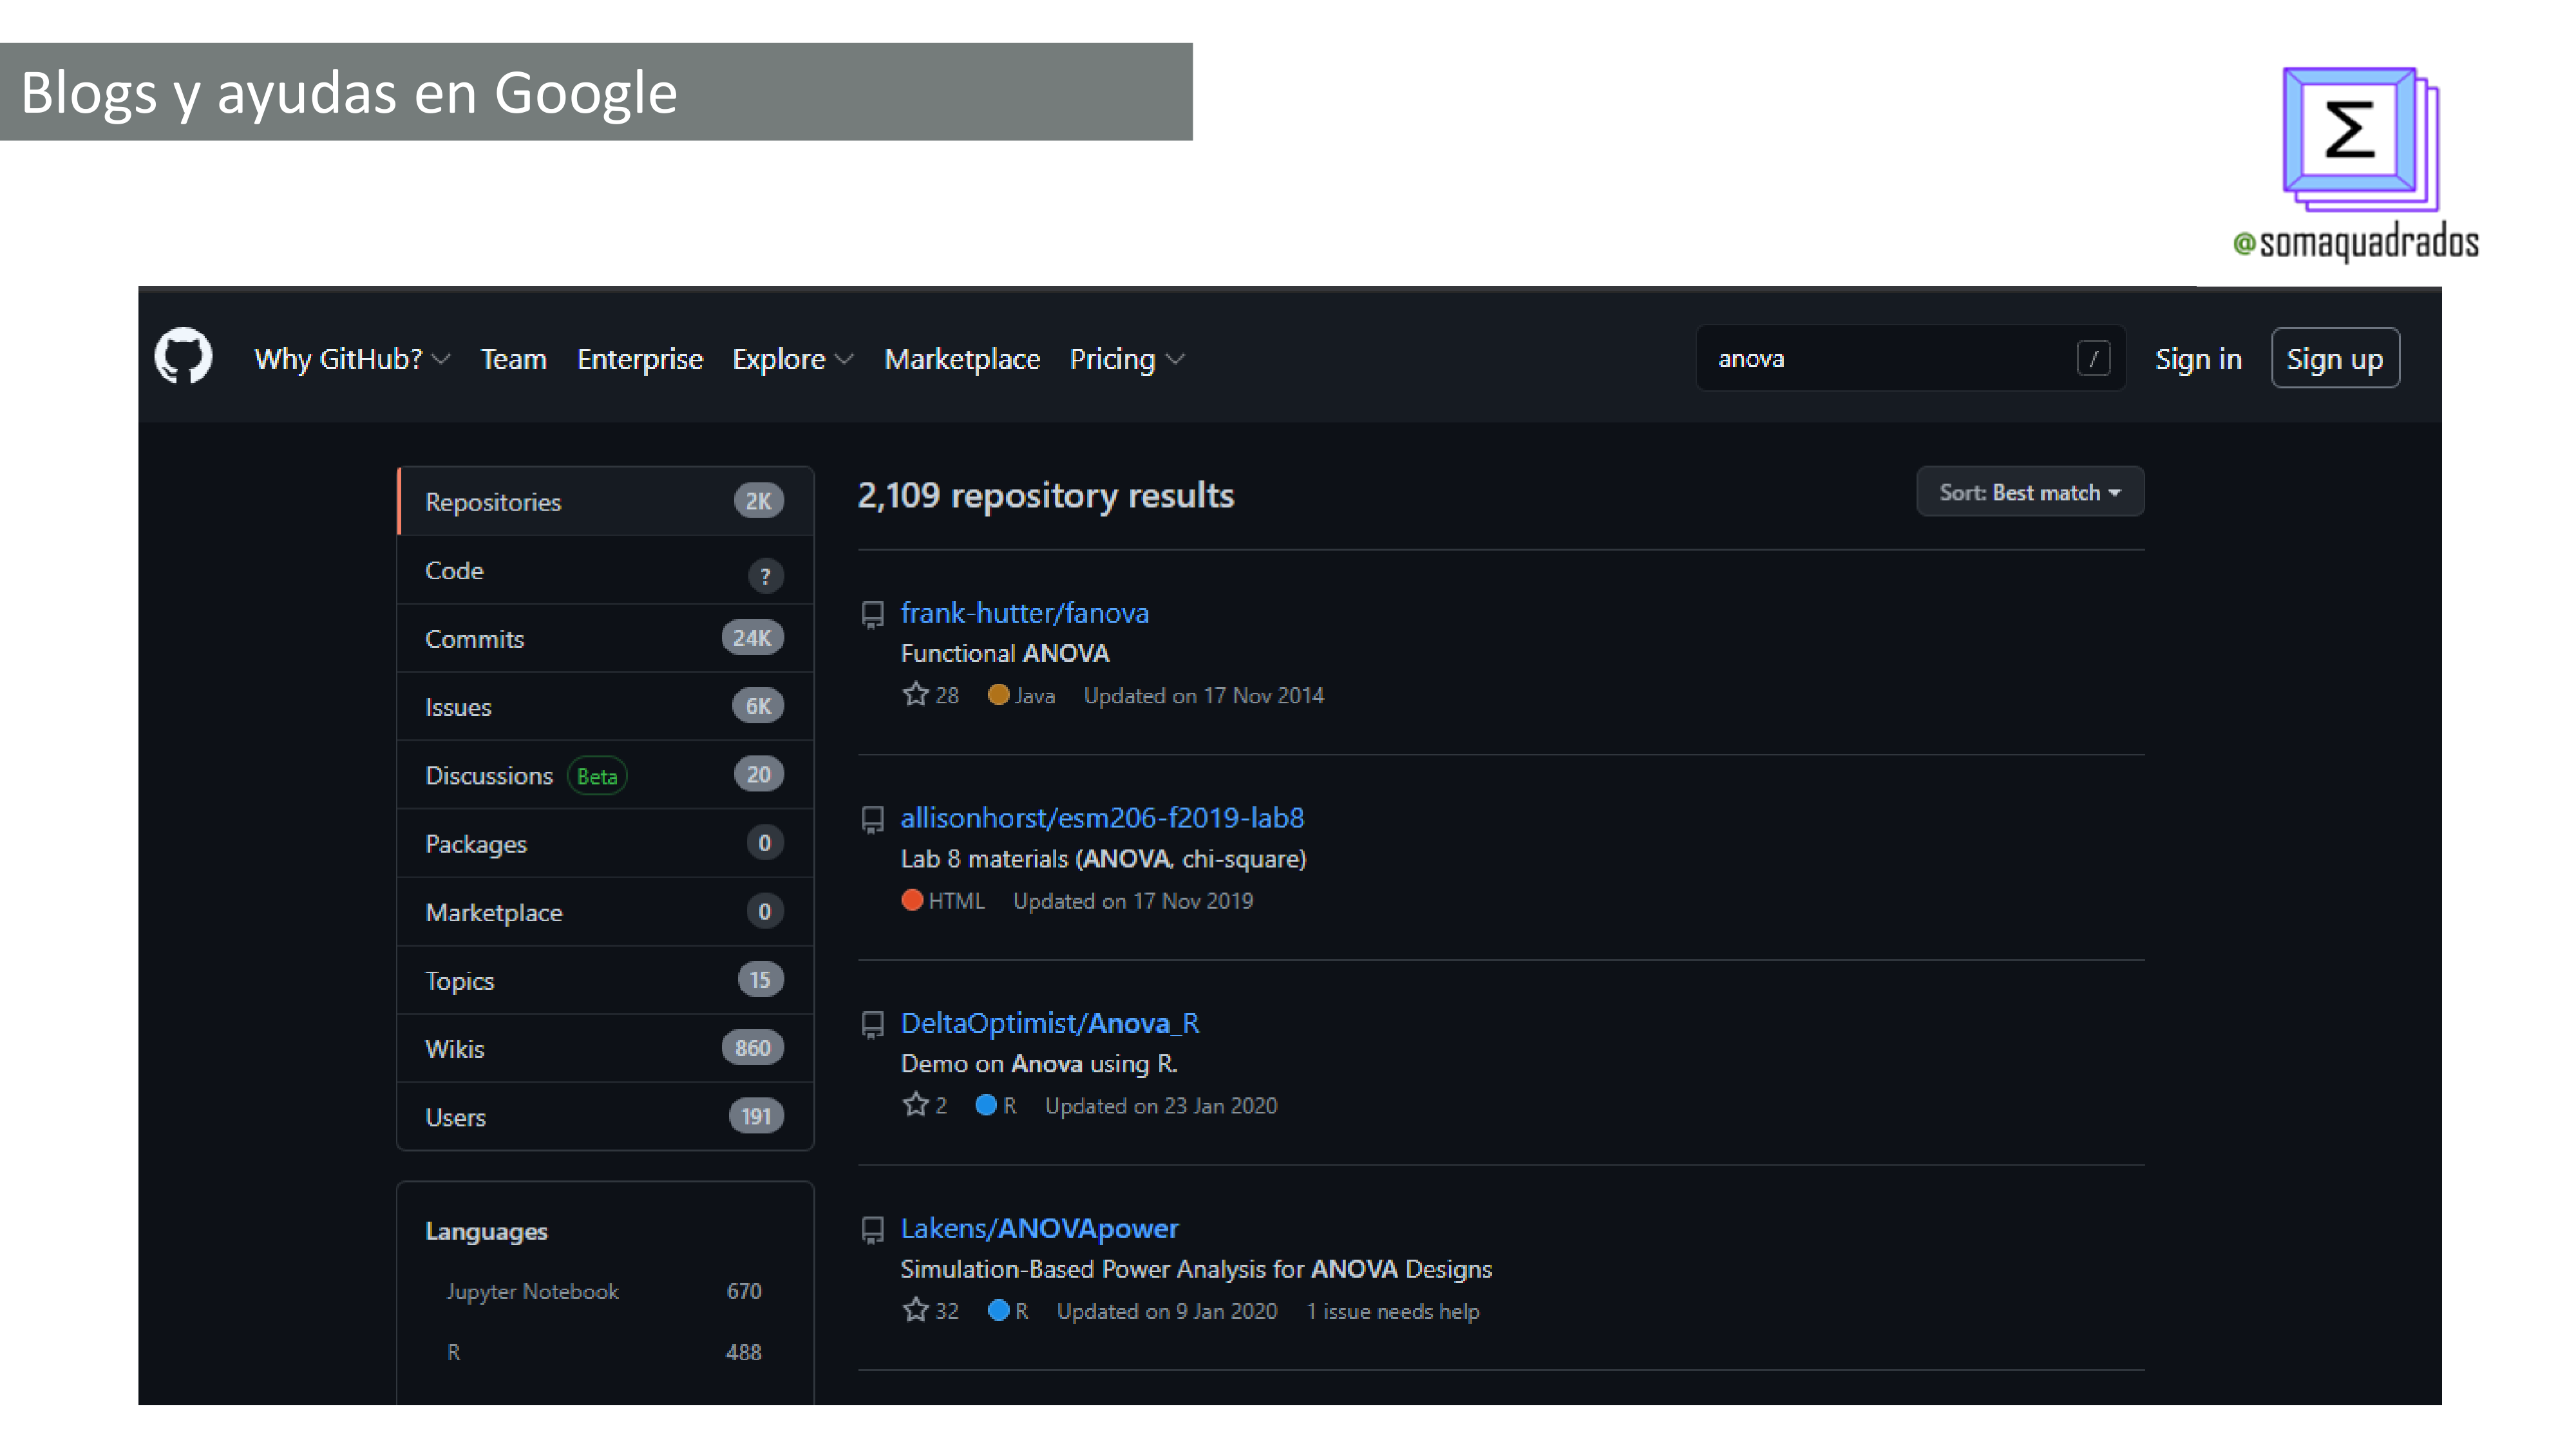 Blogs y ayudas en Google
Σ
@somaquadrados
Why GitHub? Team Enterprise Explore Marketplace Pricing anova / Sign in Sign up
Repositories 2K
Code ?
Commits 24K
Issues 6K
Discussions Beta 20
Packages 0
Marketplace 0
Topics 15
Wikis 860
Users 191
Languages
Jupyter Notebook 670
R 488
2,109 repository results Sort: Best match
frank-hutter/fanova
Functional ANOVA
28 Java Updated on 17 Nov 2014
allisonhorst/esm206-f2019-lab8
Lab 8 materials (ANOVA, chi-square)
HTML Updated on 17 Nov 2019
DeltaOptimist/Anova_R
Demo on Anova using R.
2 R Updated on 23 Jan 2020
Lakens/ANOVApower
Simulation-Based Power Analysis for ANOVA Designs
32 R Updated on 9 Jan 2020 1 issue needs help